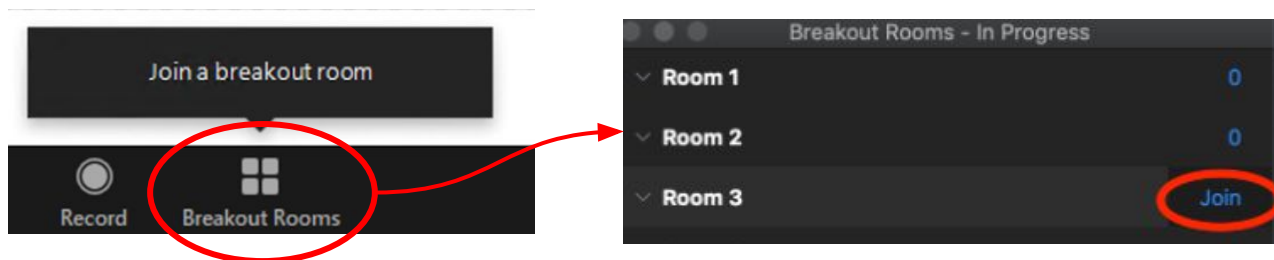 Join a breakout room
Record Breakout Rooms
Breakout Rooms - In Progress
Room 1 0
Room 2 0
Room 3 Join